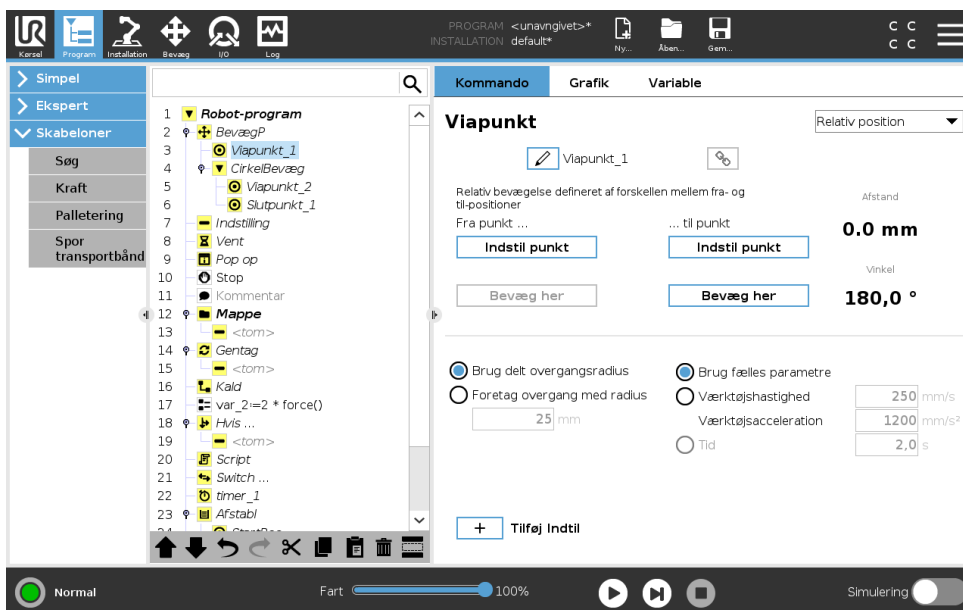 UR
PROGRAM <unavngivet>*
INSTALLATION default*
Ny...
Åben...
Gem...
C C
C C
Kørsel
Program
Installation
Bevæg
I/O
Log
Simpel
Ekspert
Skabeloner
Søg
Kraft
Palletering
Spor
transportbånd
1 Robot-program
2 BevægP
3 Viapunkt_1
4 CirkelBevæg
5 Viapunkt_2
6 Slutpunkt_1
7 Indstilling
8 Vent
9 Pop op
10 Stop
11 Kommentar
12 Mappe
13 <tom>
14 Gentag
15 <tom>
16 Kald
17 var_2≔2 * force()
18 Hvis ...
19 <tom>
20 Script
21 Switch ...
22 timer_1
23 Afstabl
Kommando
Grafik
Variable
Viapunkt
Relativ position
Viapunkt_1
Relativ bevægelse defineret af forskellen mellem fra- og
til-positioner
Fra punkt ...
... til punkt
Indstil punkt
Indstil punkt
Bevæg her
Bevæg her
Afstand
0.0 mm
Vinkel
180,0 °
Brug delt overgangsradius
Foretag overgang med radius
25 mm
Brug fælles parametre
Værktøjshastighed 250 mm/s
Værktøjsacceleration 1200 mm/s²
Tid 2,0 s
+ Tilføj Indtil
Normal
Fart
100%
Simulering